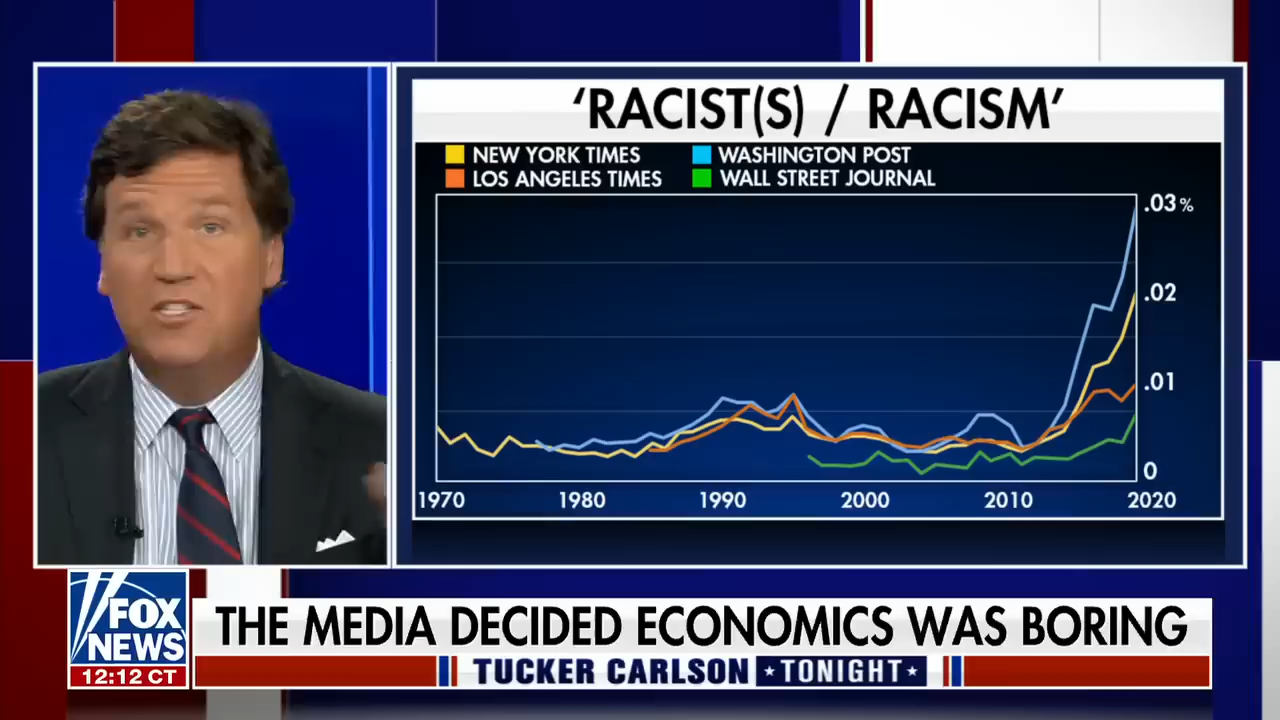 'RACIST(S) / RACISM'
NEW YORK TIMES
WASHINGTON POST
LOS ANGELES TIMES
WALL STREET JOURNAL
.03%
.02
.01
0
1970 1980 1990 2000 2010 2020
FOX
NEWS
12:12 CT
THE MEDIA DECIDED ECONOMICS WAS BORING
TUCKER CARLSON TONIGHT